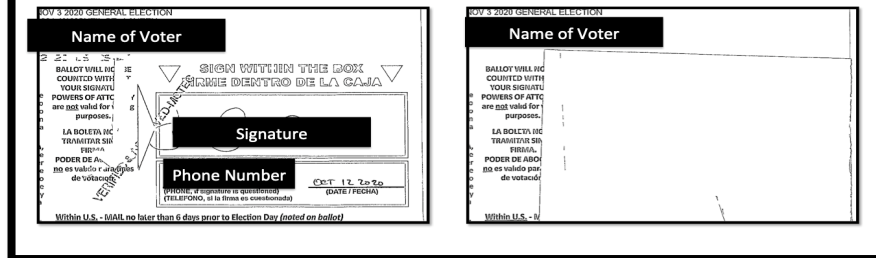 NOV 3 2020 GENERAL ELECTION
Name of Voter
BALLOT WILL NO BE
COUNTED WITH
YOUR SIGNATU
POWERS OF ATTO Y
are not valid for g
purposes.
LA BOLETA NO
TRAMITAR SIN
FIRMA
PODER DE A
no es valido para fines
de votació
SIGN WITHIN THE BOX
FIRME DENTRO DE LA CAJA
Signature
Phone Number
OCT 12 2020
(PHONE, if signature is questioned) (DATE / FECHA)
(TELEFONO, si la firma es cuestionada)
Within U.S. - MAIL no later than 6 days prior to Election Day (noted on ballot)
NOV 3 2020 GENERAL ELECTION
Name of Voter
BALLOT WILL NO
COUNTED WITH
YOUR SIGNATU
POWERS OF ATTO
are not valid for
purposes.
LA BOLETA NO
TRAMITAR SIN
FIRMA.
PODER DE ABO
no es valido par
de votació
Within U.S. - M